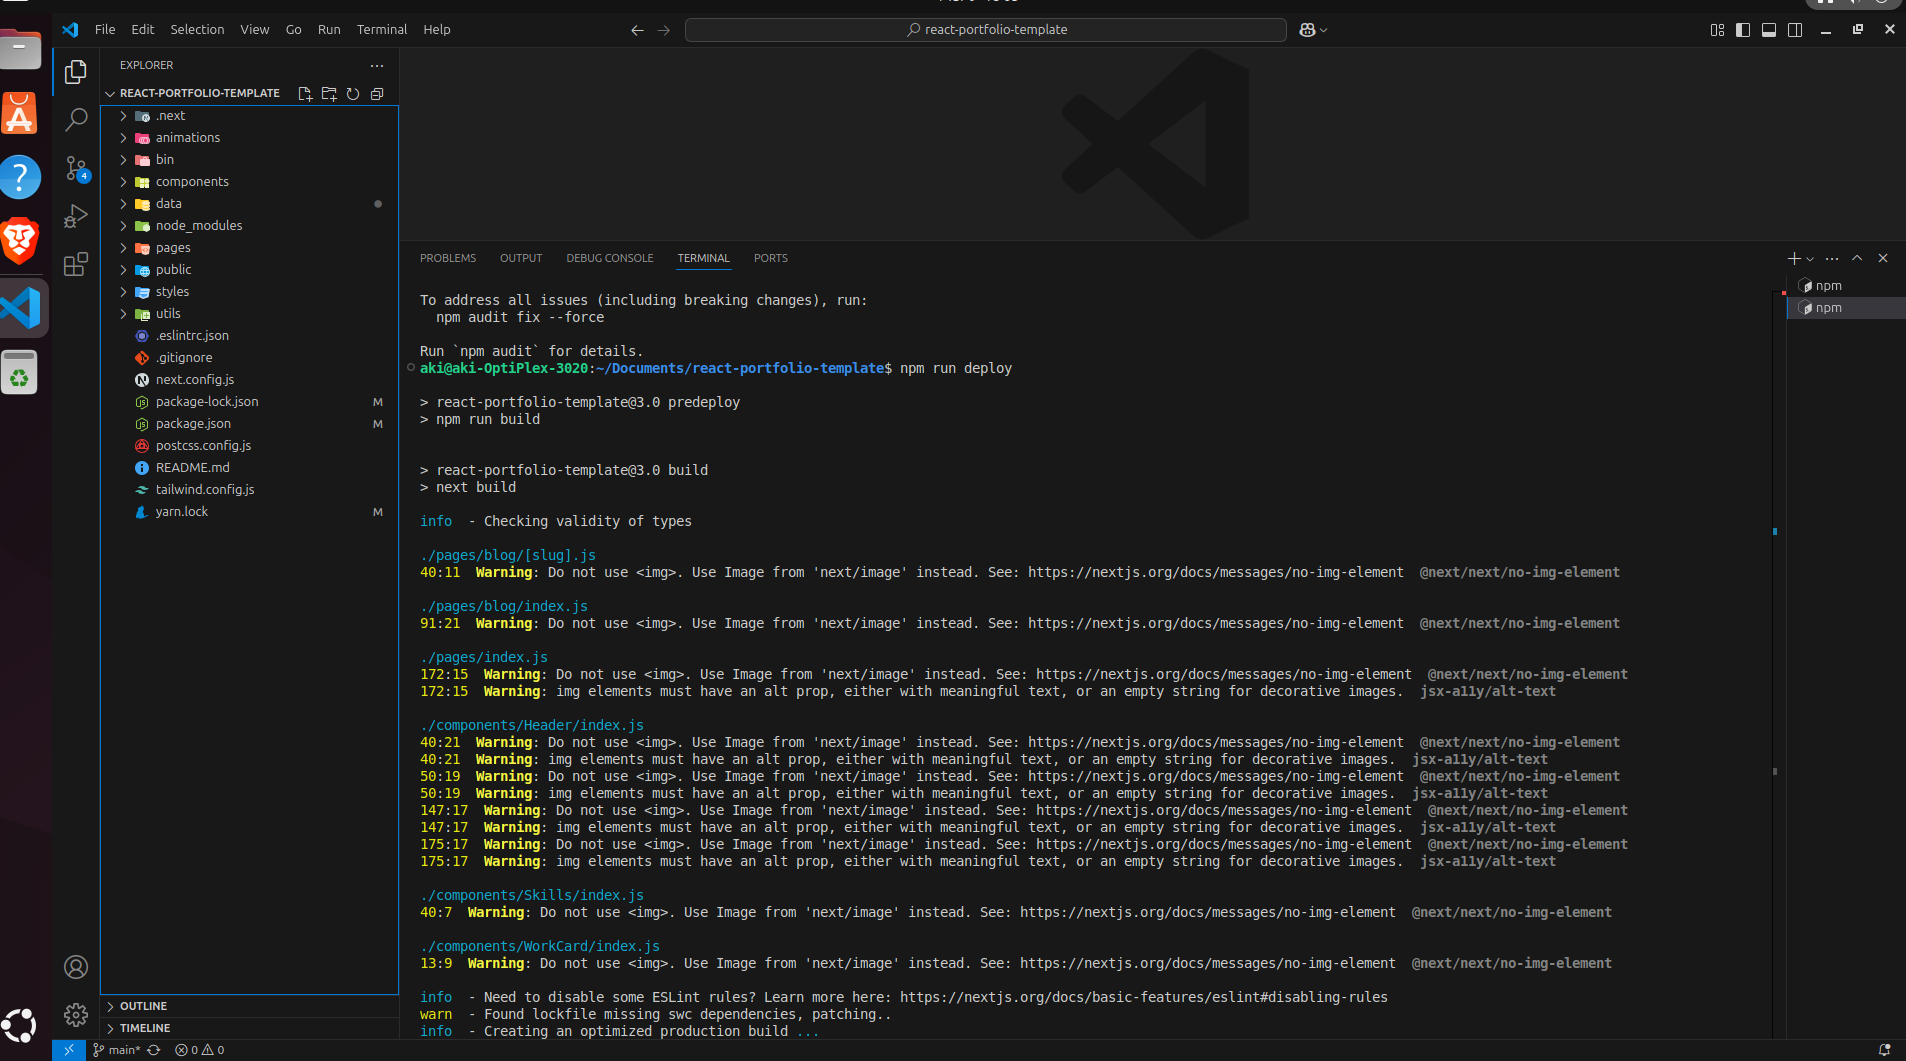 File Edit Selection View Go Run Terminal Help
react-portfolio-template
EXPLORER
REACT-PORTFOLIO-TEMPLATE
.next
animations
bin
components
data
node_modules
pages
public
styles
utils
.eslintrc.json
.gitignore
next.config.js
package-lock.json M
package.json M
postcss.config.js
README.md
tailwind.config.js
yarn.lock M
4
OUTLINE
TIMELINE
PROBLEMS OUTPUT DEBUG CONSOLE TERMINAL PORTS
npm
npm
To address all issues (including breaking changes), run:
npm audit fix --force
Run `npm audit` for details.
aki@aki-OptiPlex-3020:~/Documents/react-portfolio-template$ npm run deploy
> react-portfolio-template@3.0 predeploy
> npm run build
> react-portfolio-template@3.0 build
> next build
info - Checking validity of types
./pages/blog/[slug].js
40:11 Warning: Do not use <img>. Use Image from 'next/image' instead. See: https://nextjs.org/docs/messages/no-img-element @next/next/no-img-element
./pages/blog/index.js
91:21 Warning: Do not use <img>. Use Image from 'next/image' instead. See: https://nextjs.org/docs/messages/no-img-element @next/next/no-img-element
./pages/index.js
172:15 Warning: Do not use <img>. Use Image from 'next/image' instead. See: https://nextjs.org/docs/messages/no-img-element @next/next/no-img-element
172:15 Warning: img elements must have an alt prop, either with meaningful text, or an empty string for decorative images. jsx-a11y/alt-text
./components/Header/index.js
40:21 Warning: Do not use <img>. Use Image from 'next/image' instead. See: https://nextjs.org/docs/messages/no-img-element @next/next/no-img-element
40:21 Warning: img elements must have an alt prop, either with meaningful text, or an empty string for decorative images. jsx-a11y/alt-text
50:19 Warning: Do not use <img>. Use Image from 'next/image' instead. See: https://nextjs.org/docs/messages/no-img-element @next/next/no-img-element
50:19 Warning: img elements must have an alt prop, either with meaningful text, or an empty string for decorative images. jsx-a11y/alt-text
147:17 Warning: Do not use <img>. Use Image from 'next/image' instead. See: https://nextjs.org/docs/messages/no-img-element @next/next/no-img-element
147:17 Warning: img elements must have an alt prop, either with meaningful text, or an empty string for decorative images. jsx-a11y/alt-text
175:17 Warning: Do not use <img>. Use Image from 'next/image' instead. See: https://nextjs.org/docs/messages/no-img-element @next/next/no-img-element
175:17 Warning: img elements must have an alt prop, either with meaningful text, or an empty string for decorative images. jsx-a11y/alt-text
./components/Skills/index.js
40:7 Warning: Do not use <img>. Use Image from 'next/image' instead. See: https://nextjs.org/docs/messages/no-img-element @next/next/no-img-element
./components/WorkCard/index.js
13:9 Warning: Do not use <img>. Use Image from 'next/image' instead. See: https://nextjs.org/docs/messages/no-img-element @next/next/no-img-element
info - Need to disable some ESLint rules? Learn more here: https://nextjs.org/docs/basic-features/eslint#disabling-rules
warn - Found lockfile missing swc dependencies, patching..
info - Creating an optimized production build ...
main* 0 0